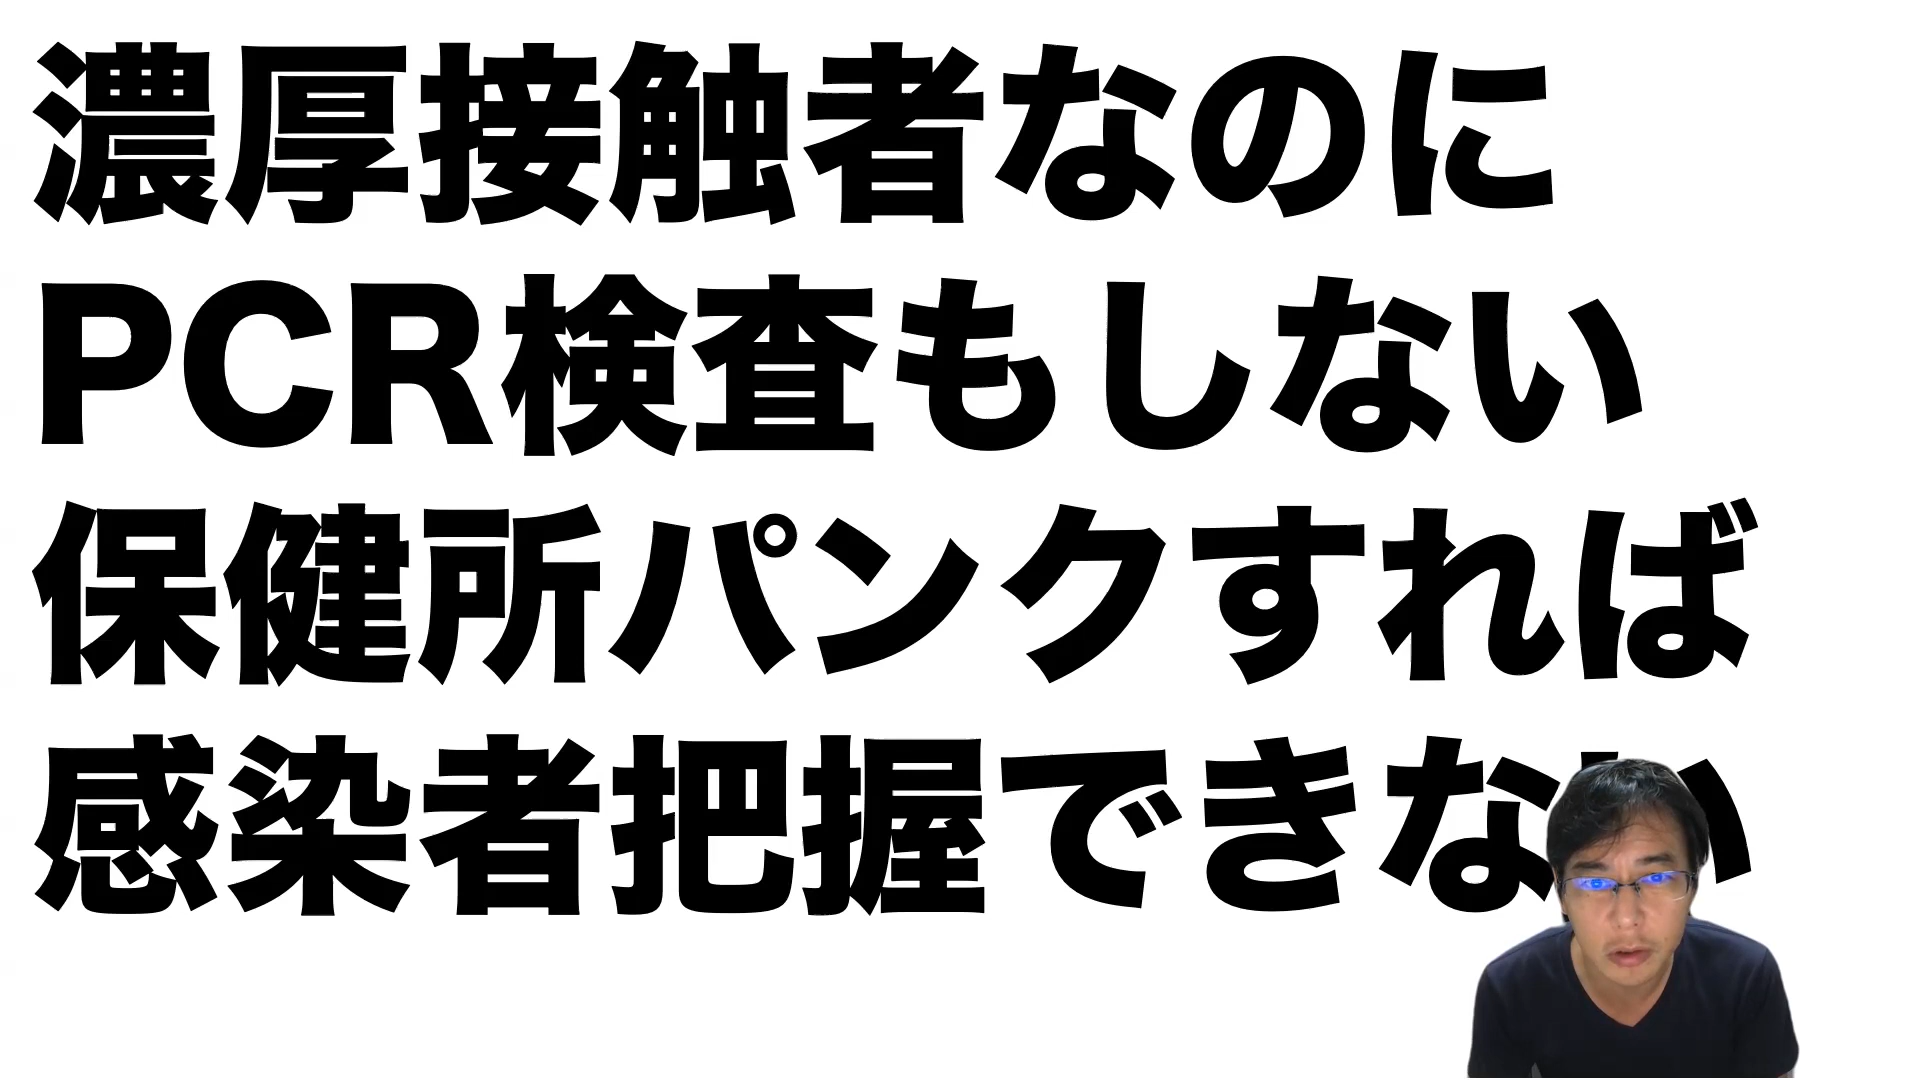 濃厚接触者なのに
PCR検査もしない
保健所パンクすれば
感染者把握できない